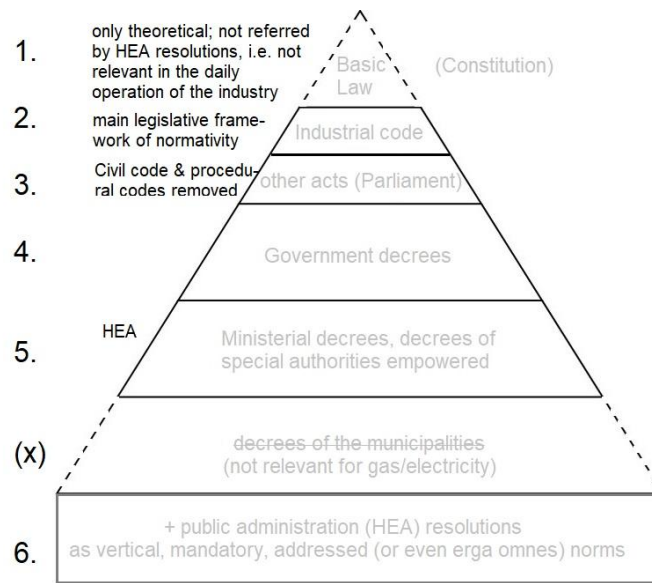 only theoretical; not referred
1. by HEA resolutions, i.e. not
relevant in the daily
operation of the industry
Basic
Law
(Constitution)
2. main legislative frame-
work of normativity
Industrial code
3. Civil code & procedu-
ral codes removed
other acts (Parliament)
4. Government decrees
HEA
5. Ministerial decrees, decrees of
special authorities empowered
(x) decrees of the municipalities
(not relevant for gas/electricity)
+ public administration (HEA) resolutions
6. as vertical, mandatory, addressed (or even erga omnes) norms